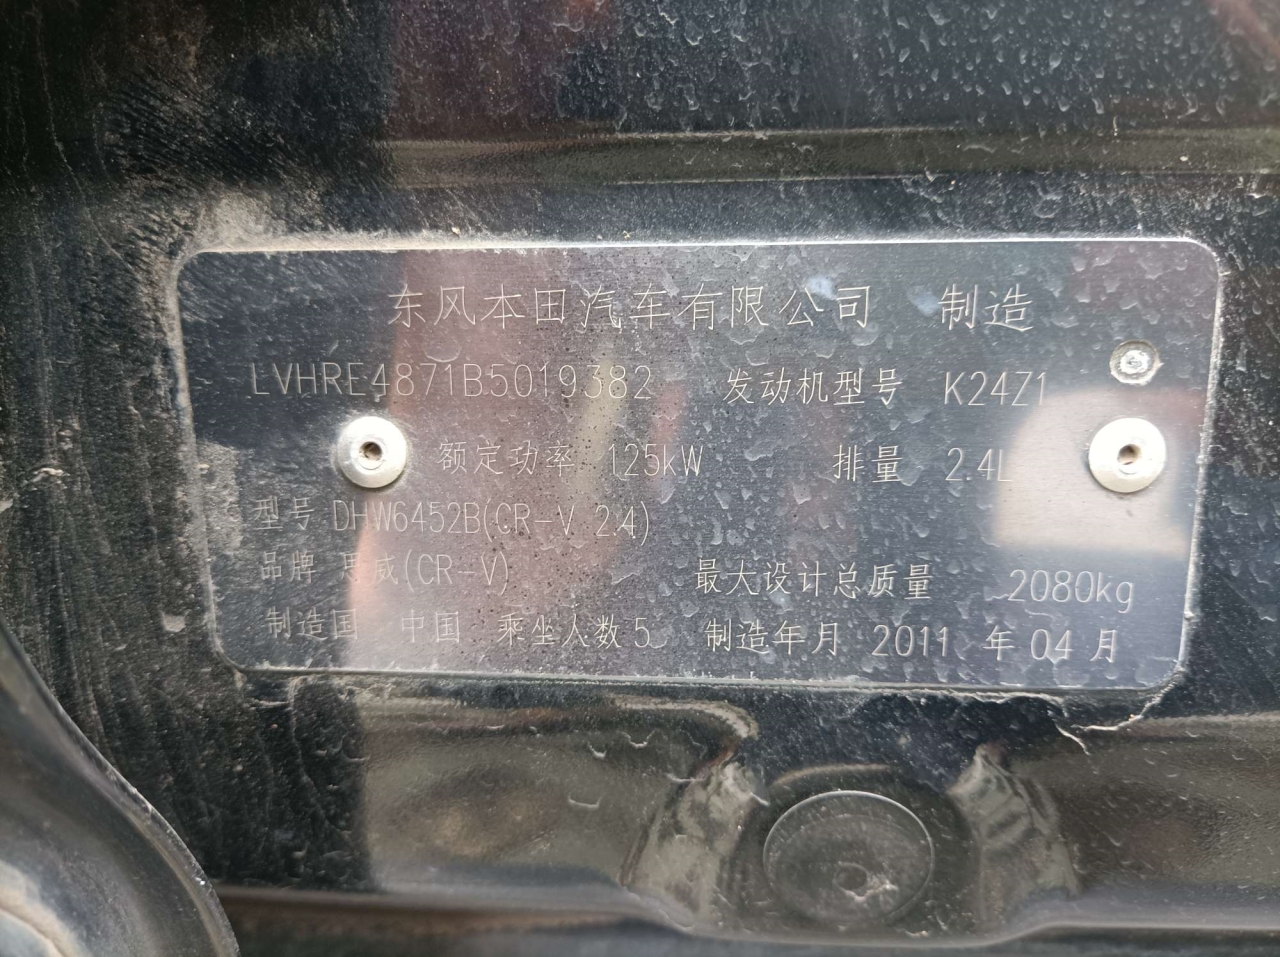 东风本田汽车有限公司 制造
LVHRE4871B5019382 发动机型号 K24Z1
额定功率 125kW 排量 2.4L
型号 DHW6452B(CR-V 2.4)
品牌 思威(CR-V) 最大设计总质量 2080kg
制造国 中国 乘坐人数5 制造年月 2011 年 04 月